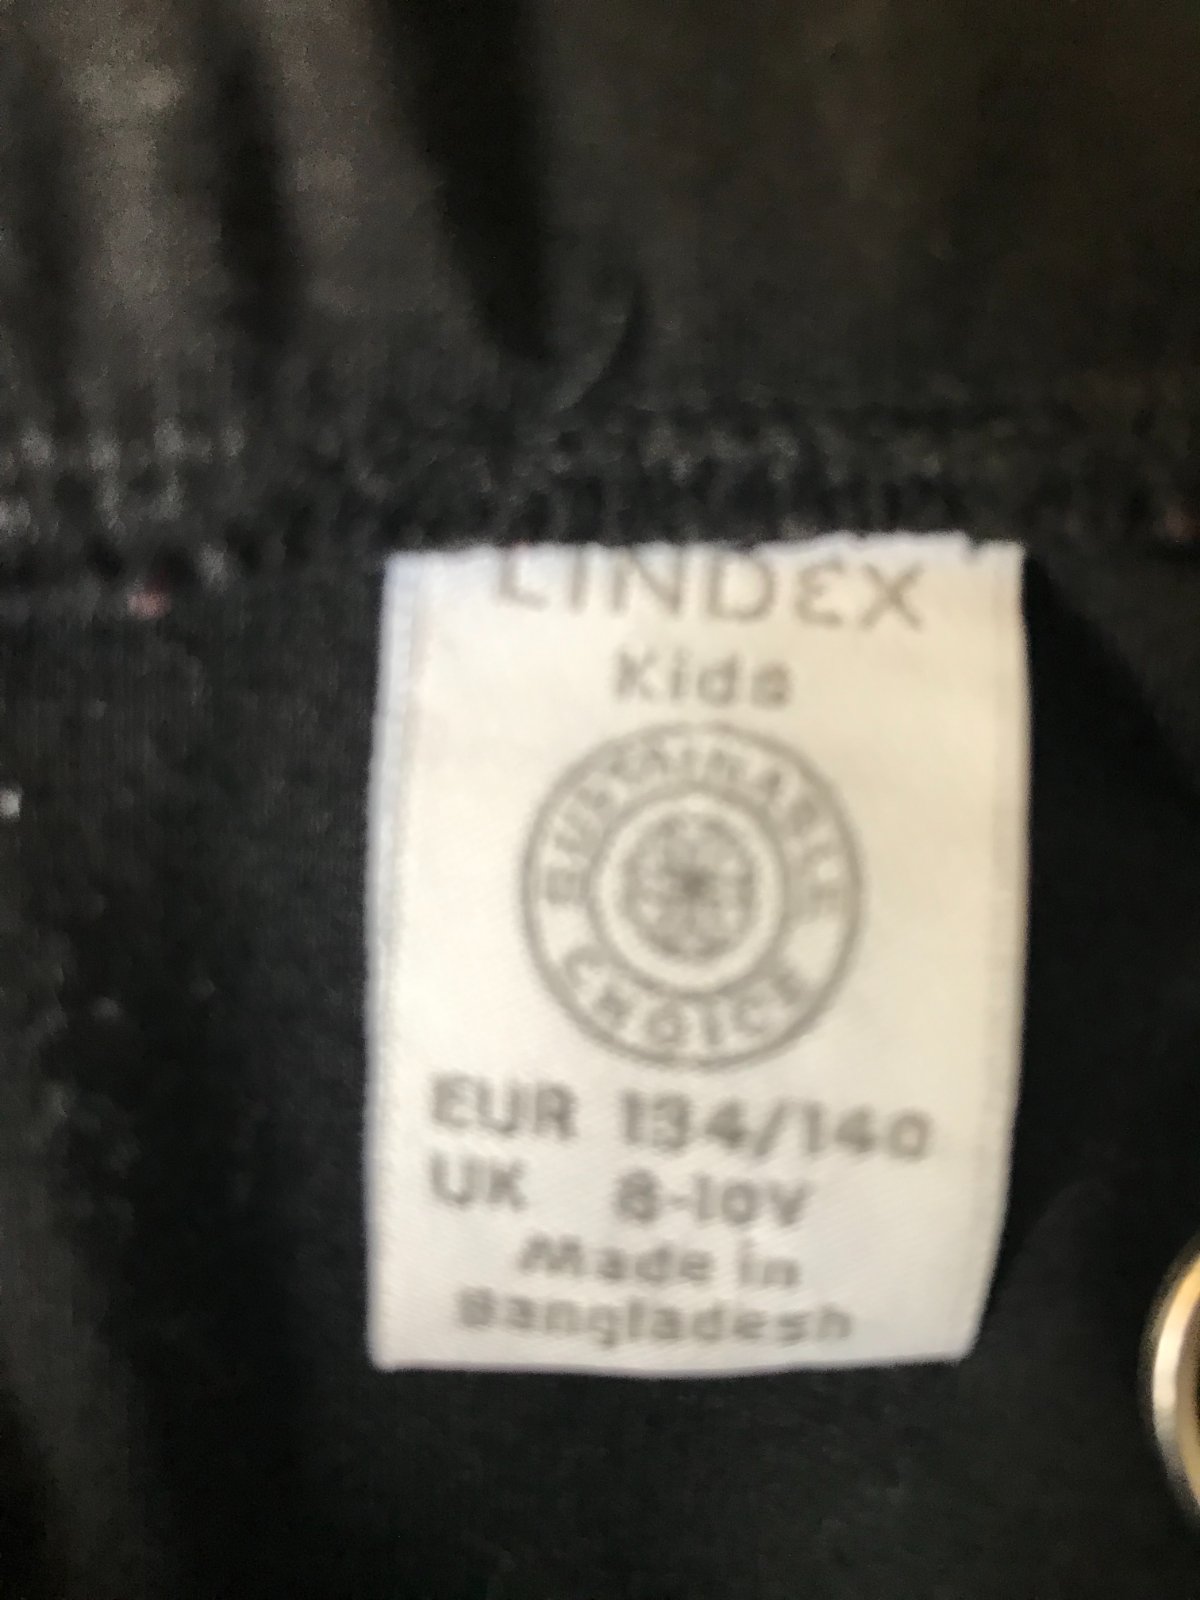 LINDEX
Kids
SUSTAINABLE
CHOICE
EUR 134/140
UK 8-10Y
Made in
Bangladesh